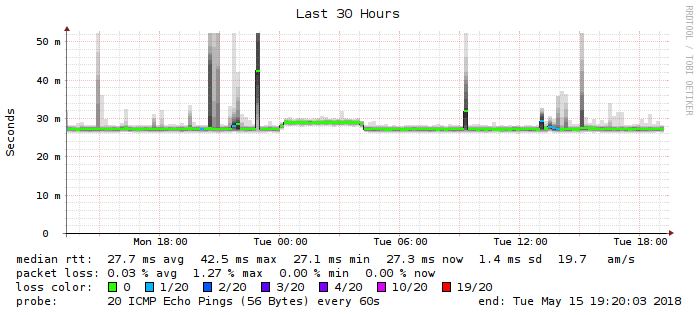 Last 30 Hours
RRDTOOL / TOBI OETIKER
Seconds
50 m
40 m
30 m
20 m
10 m
0
Mon 18:00 Tue 00:00 Tue 06:00 Tue 12:00 Tue 18:00
median rtt: 27.7 ms avg 42.5 ms max 27.1 ms min 27.3 ms now 1.4 ms sd 19.7 am/s
packet loss: 0.03 % avg 1.27 % max 0.00 % min 0.00 % now
loss color: 0 1/20 2/20 3/20 4/20 10/20 19/20
probe: 20 ICMP Echo Pings (56 Bytes) every 60s end: Tue May 15 19:20:03 2018